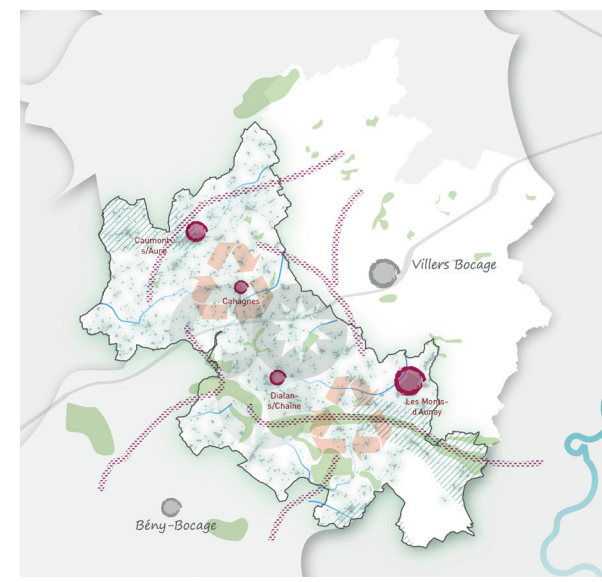 Caumont-
s/Aure
Villers Bocage
Cahagnes
Dialan-
s/Chaîne
Les Monts-
d'Aunay
Bény-Bocage